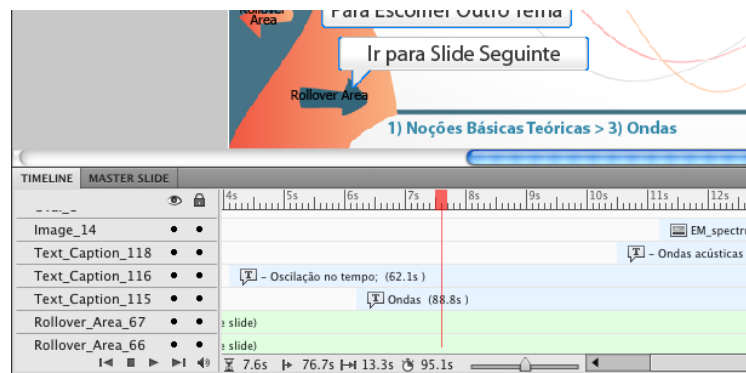 Rollover
Area
Para Escolher Outro Tema
Ir para Slide Seguinte
Rollover Area
1) Noções Básicas Teóricas > 3) Ondas
TIMELINE MASTER SLIDE
4s 5s 6s 7s 8s 9s 10s 11s 12s
Image_14 EM_spectr
Text_Caption_118 – Ondas acústicas
Text_Caption_116 – Oscilação no tempo; (62.1s )
Text_Caption_115 Ondas (88.8s )
Rollover_Area_67 slide)
Rollover_Area_66 slide)
7.6s 76.7s 13.3s 95.1s